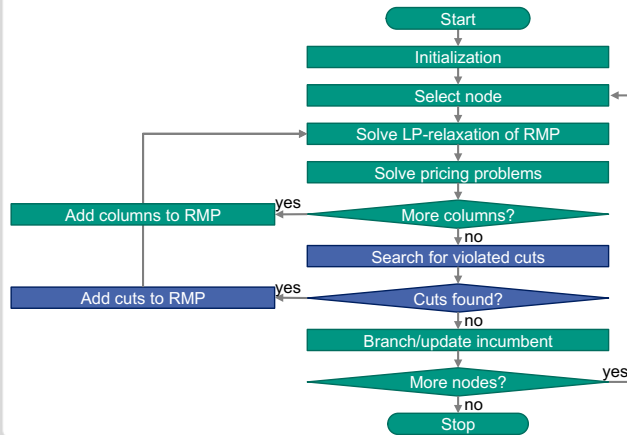 Start
Initialization
Select node
Solve LP-relaxation of RMP
Solve pricing problems
Add columns to RMP
yes
More columns?
no
Search for violated cuts
Add cuts to RMP
yes
Cuts found?
no
Branch/update incumbent
More nodes?
yes
no
Stop